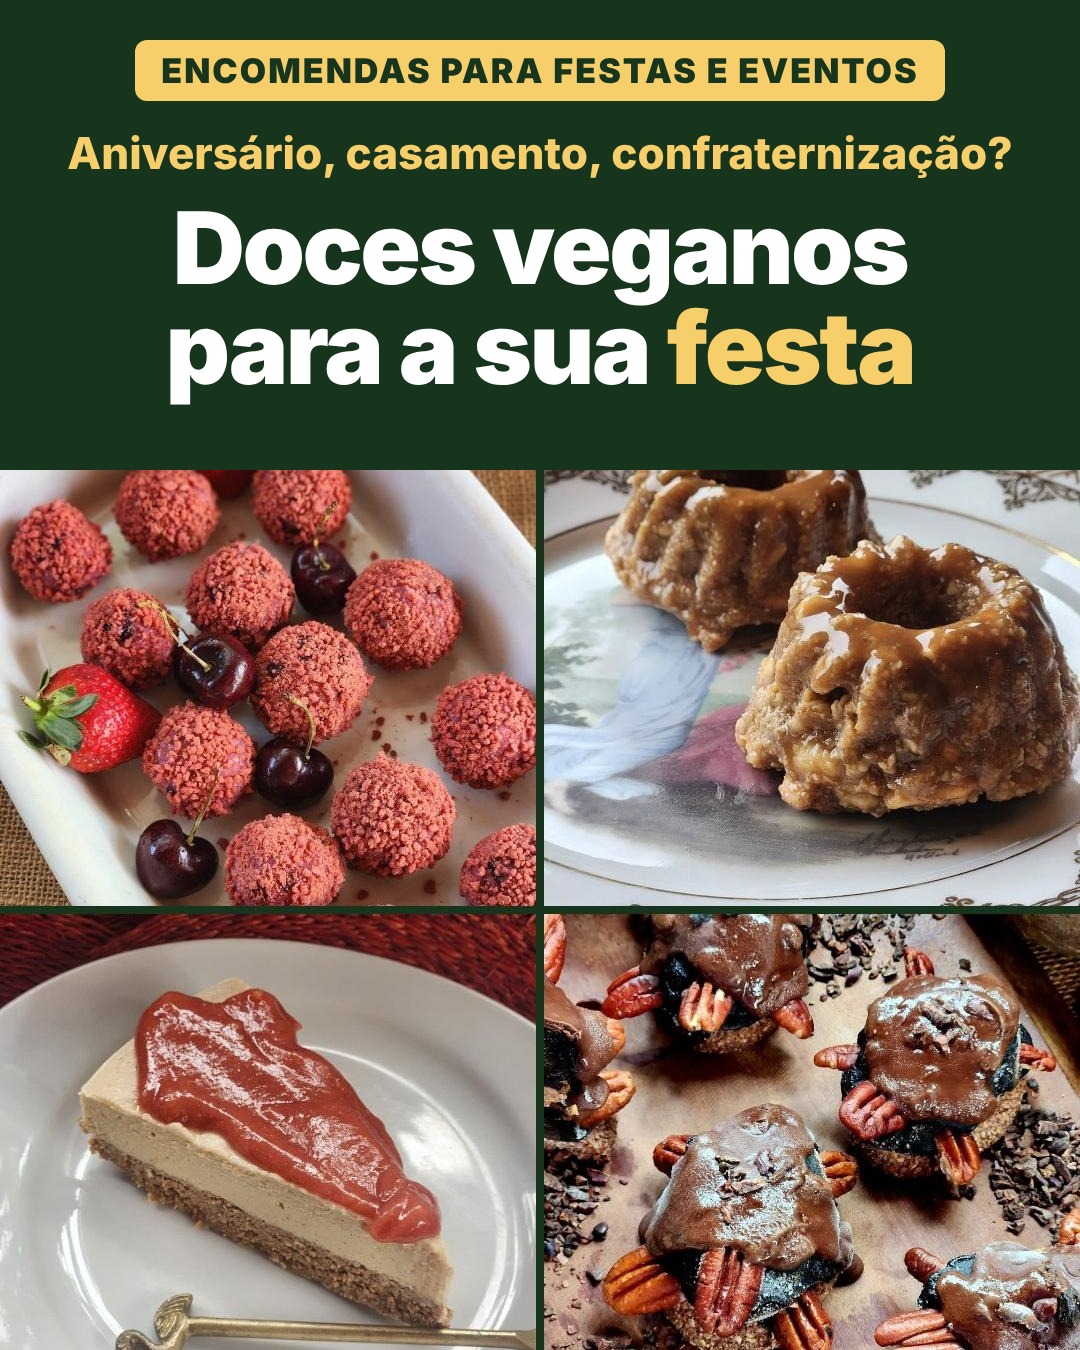 ENCOMENDAS PARA FESTAS E EVENTOS
Aniversário, casamento, confraternização?
Doces veganos
para a sua festa